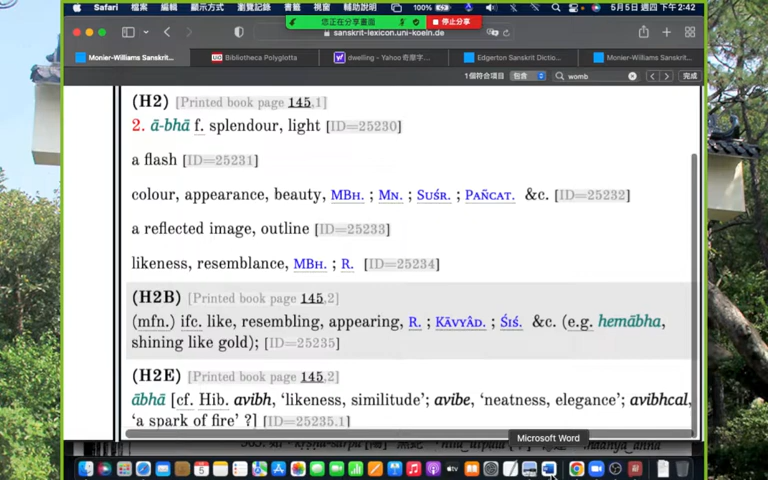 Safari 檔案 編輯 顯示方式 瀏覽記錄 書籤 視窗 輔助說明 100% 5月5日 週四 下午 2:42
您正在分享畫面 停止分享
sanskrit-lexicon.uni-koeln.de
Monier-Williams Sanskrit... Bibliotheca Polyglotta dwelling - Yahoo奇摩字... Edgerton Sanskrit Dictio... Monier-Williams Sanskrit...
1個符合項目 包含 womb 完成
(H2) [Printed book page 145,1]
2. ā-bhā f. splendour, light [ID=25230]
a flash [ID=25231]
colour, appearance, beauty, MBh. ; Mn. ; Suśr. ; Pañcat. &c. [ID=25232]
a reflected image, outline [ID=25233]
likeness, resemblance, MBh. ; R. [ID=25234]
(H2B) [Printed book page 145,2]
(mfn.) ifc. like, resembling, appearing, R. ; Kāvyâd. ; Śiś. &c. (e.g. hemâbha,
shining like gold); [ID=25235]
(H2E) [Printed book page 145,2]
ābhā [cf. Hib. avibh, 'likeness, similitude'; avibe, 'neatness, elegance'; avibhcal,
'a spark of fire' ?] [ID=25235.1]
Microsoft Word